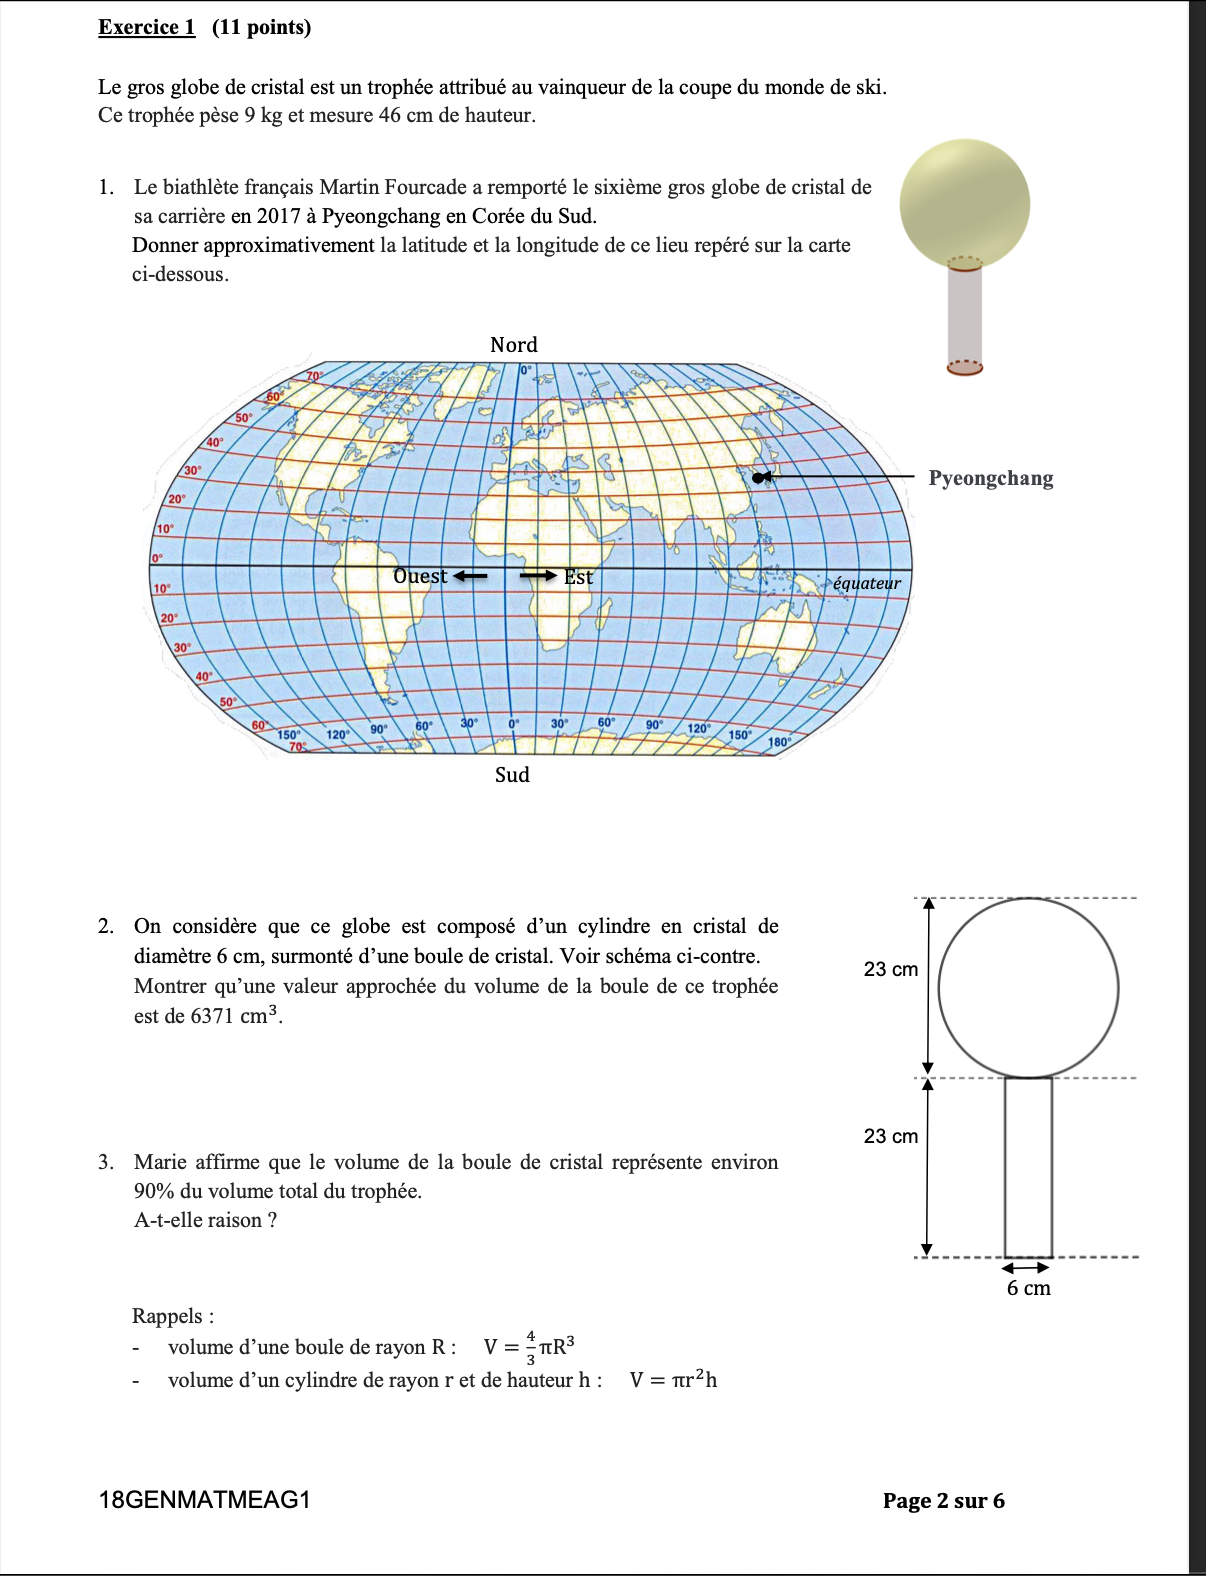 Exercice 1 (11 points)
Le gros globe de cristal est un trophée attribué au vainqueur de la coupe du monde de ski.
Ce trophée pèse 9 kg et mesure 46 cm de hauteur.
1. Le biathlète français Martin Fourcade a remporté le sixième gros globe de cristal de
sa carrière en 2017 à Pyeongchang en Corée du Sud.
Donner approximativement la latitude et la longitude de ce lieu repéré sur la carte
ci-dessous.
Nord
70° 0°
60°
50°
40°
30°
Pyeongchang
20°
10°
0°
Ouest Est
équateur
10°
20°
30°
40°
50°
60°
150° 120° 90° 60° 30° 0° 30° 60° 90° 120° 150° 180°
70°
Sud
2. On considère que ce globe est composé d’un cylindre en cristal de
diamètre 6 cm, surmonté d’une boule de cristal. Voir schéma ci-contre.
Montrer qu’une valeur approchée du volume de la boule de ce trophée
est de 6371 cm³.
23 cm
23 cm
6 cm
3. Marie affirme que le volume de la boule de cristal représente environ
90% du volume total du trophée.
A-t-elle raison ?
Rappels :
- volume d’une boule de rayon R : V = 4/3 πR³
- volume d’un cylindre de rayon r et de hauteur h : V = πr²h
18GENMATMEAG1
Page 2 sur 6